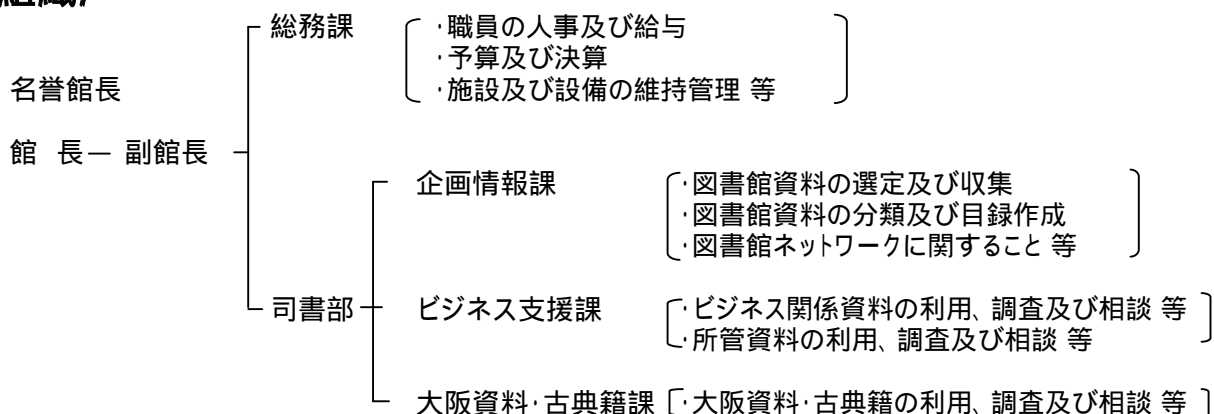 総務課 ・職員の人事及び給与
・予算及び決算
名誉館長 ・施設及び設備の維持管理 等
館 長― 副館長
企画情報課 ・図書館資料の選定及び収集
・図書館資料の分類及び目録作成
・図書館ネットワークに関すること 等
司書部 ビジネス支援課 ・ビジネス関係資料の利用、調査及び相談 等
・所管資料の利用、調査及び相談 等
大阪資料・古典籍課 ・大阪資料・古典籍の利用、調査及び相談 等